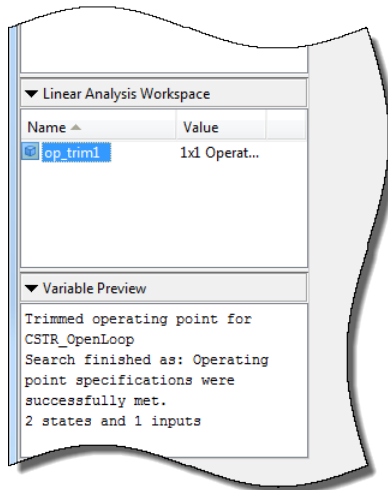 Linear Analysis Workspace
Name Value
op_trim1 1x1 Operat...
Variable Preview
Trimmed operating point for
CSTR_OpenLoop
Search finished as: Operating
point specifications were
successfully met.
2 states and 1 inputs